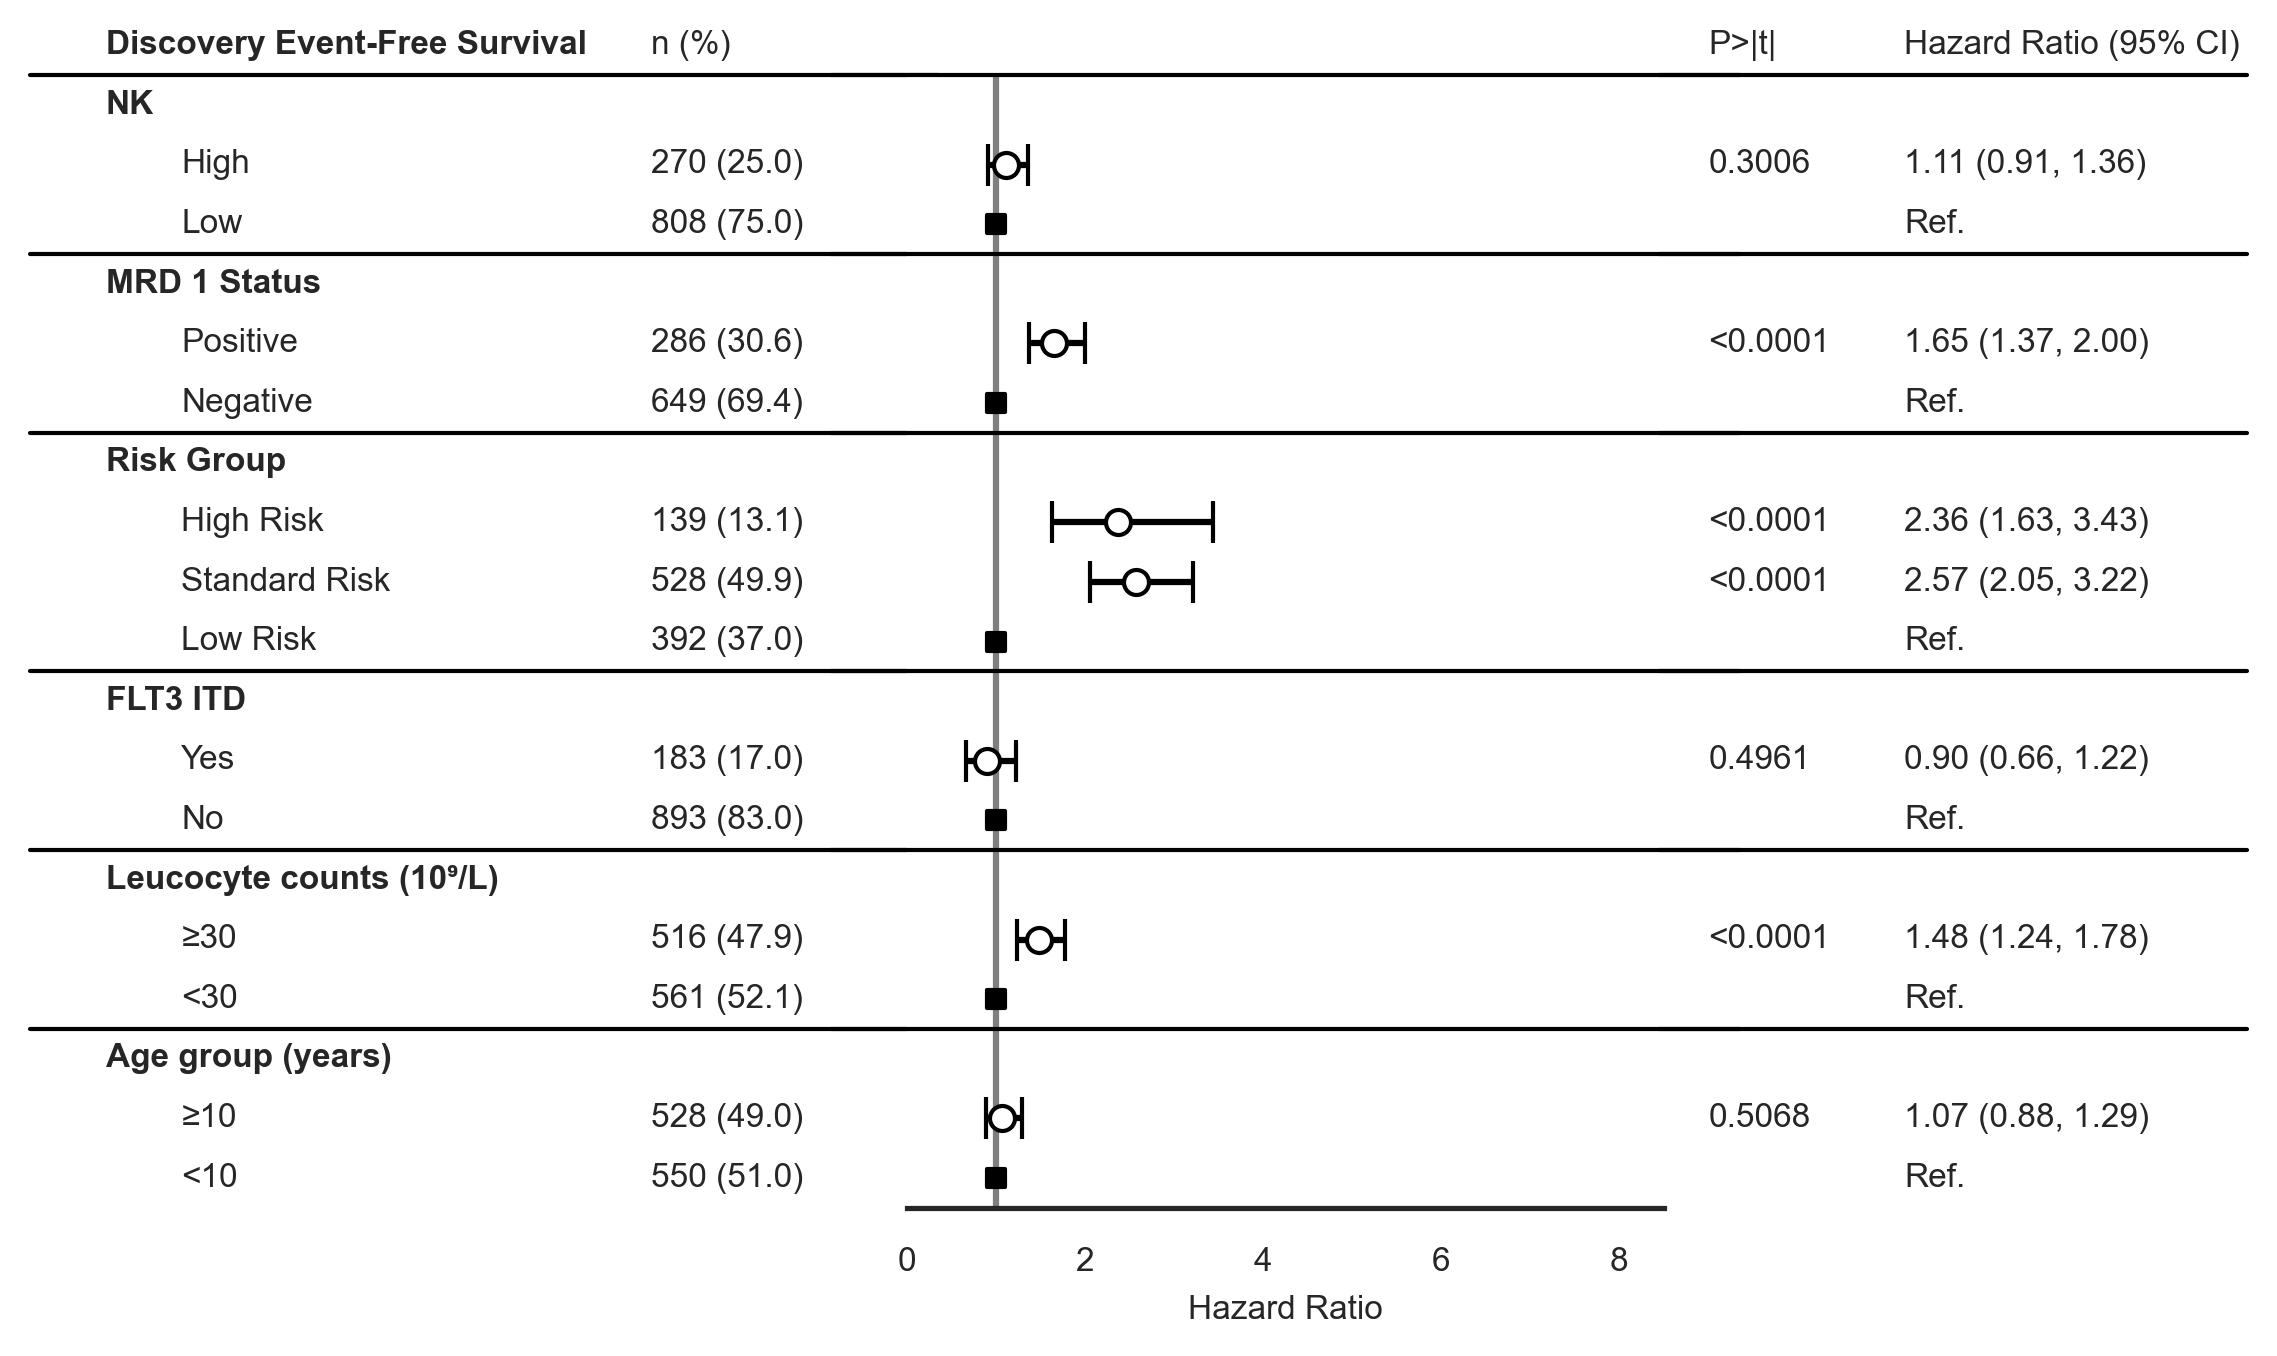 Discovery Event-Free Survival n (%) P>|t| Hazard Ratio (95% CI)
NK
High 270 (25.0) 0.3006 1.11 (0.91, 1.36)
Low 808 (75.0) Ref.
MRD 1 Status
Positive 286 (30.6) <0.0001 1.65 (1.37, 2.00)
Negative 649 (69.4) Ref.
Risk Group
High Risk 139 (13.1) <0.0001 2.36 (1.63, 3.43)
Standard Risk 528 (49.9) <0.0001 2.57 (2.05, 3.22)
Low Risk 392 (37.0) Ref.
FLT3 ITD
Yes 183 (17.0) 0.4961 0.90 (0.66, 1.22)
No 893 (83.0) Ref.
Leucocyte counts (10⁹/L)
≥30 516 (47.9) <0.0001 1.48 (1.24, 1.78)
<30 561 (52.1) Ref.
Age group (years)
≥10 528 (49.0) 0.5068 1.07 (0.88, 1.29)
<10 550 (51.0) Ref.
0 2 4 6 8
Hazard Ratio